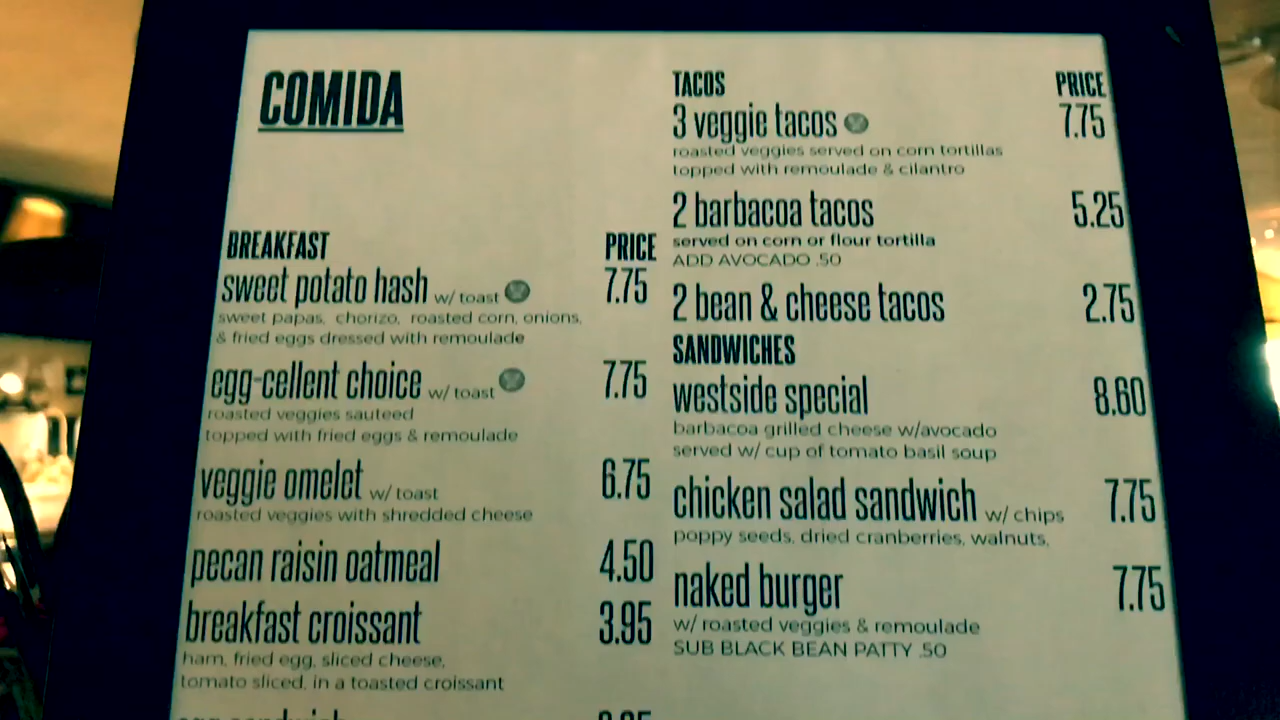 COMIDA
BREAKFAST PRICE
sweet potato hash w/ toast 7.75
sweet papas, chorizo, roasted corn, onions,
& fried eggs dressed with remoulade
egg-cellent choice w/ toast 7.75
roasted veggies sauteed
topped with fried eggs & remoulade
veggie omelet w/ toast 6.75
roasted veggies with shredded cheese
pecan raisin oatmeal 4.50
breakfast croissant 3.95
ham, fried egg, sliced cheese,
tomato sliced, in a toasted croissant
TACOS PRICE
3 veggie tacos 7.75
roasted veggies served on corn tortillas
topped with remoulade & cilantro
2 barbacoa tacos 5.25
served on corn or flour tortilla
ADD AVOCADO .50
2 bean & cheese tacos 2.75
SANDWICHES
westside special 8.60
barbacoa grilled cheese w/avocado
served w/ cup of tomato basil soup
chicken salad sandwich w/ chips 7.75
poppy seeds, dried cranberries, walnuts,
naked burger 7.75
w/ roasted veggies & remoulade
SUB BLACK BEAN PATTY .50